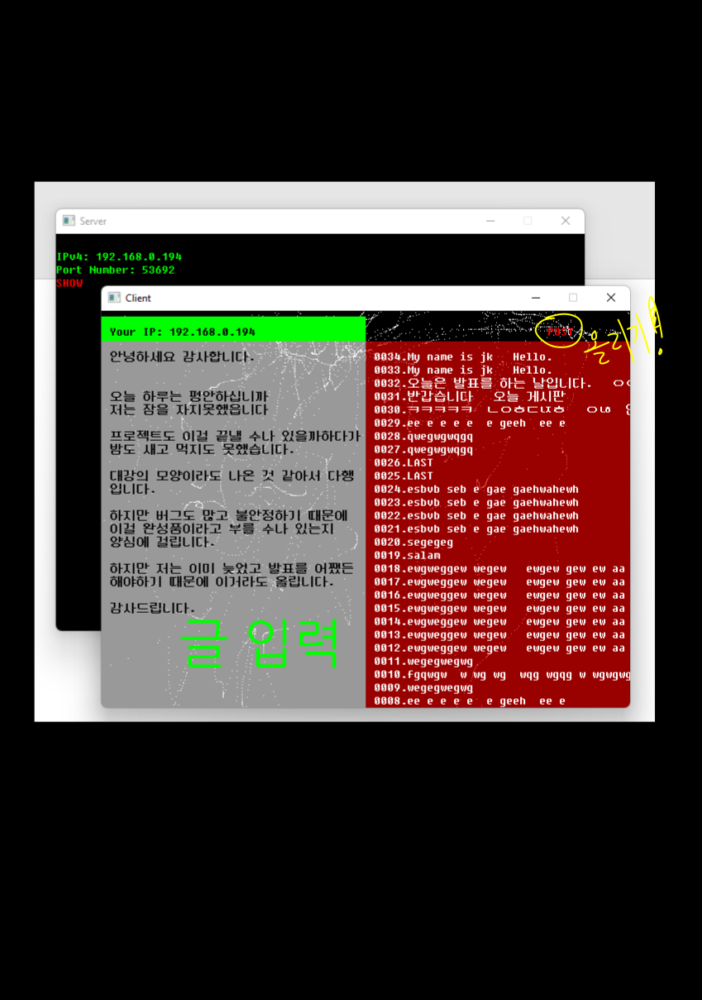 Server
IPv4: 192.168.0.194
Port Number: 53692
SHOW
Client
Your IP: 192.168.0.194
POST
올리기!
안녕하세요 감사합니다.
오늘 하루는 평안하십니까
저는 잠을 자지못했읍니다
프로젝트도 이걸 끝낼 수나 있을까하다가
밤도 새고 먹지도 못했습니다.
대강의 모양이라도 나온 것 같아서 다행
입니다.
하지만 버그도 많고 불안정하기 때문에
이걸 완성품이라고 부를 수나 있는지
양심에 걸립니다.
하지만 저는 이미 늦었고 발표를 어쨌든
해야하기 때문에 이거라도 올립니다.
감사드립니다.
글 입력
0034.My name is jk   Hello.
0033.My name is jk   Hello.
0032.오늘은 발표를 하는 날입니다.
0031.반갑습니다   오늘 게시판
0030.ㅋㅋㅋㅋㅋ
0029.ee e e e e  e geeh  ee e
0028.qwegwgwqgq
0027.qwegwgwqgq
0026.LAST
0025.LAST
0024.esbvb seb e gae gaehwahewh
0023.esbvb seb e gae gaehwahewh
0022.esbvb seb e gae gaehwahewh
0021.esbvb seb e gae gaehwahewh
0020.segegeg
0019.salam
0018.ewgweggew wegew   ewgew gew ew aa
0017.ewgweggew wegew   ewgew gew ew aa
0016.ewgweggew wegew   ewgew gew ew aa
0015.ewgweggew wegew   ewgew gew ew aa
0014.ewgweggew wegew   ewgew gew ew aa
0013.ewgweggew wegew   ewgew gew ew aa
0012.ewgweggew wegew   ewgew gew ew aa
0011.wegegwegwg
0010.fgqwgw  w wg wg  wqg wgqg w wgwgwg
0009.wegegwegwg
0008.ee e e e e  e geeh  ee e